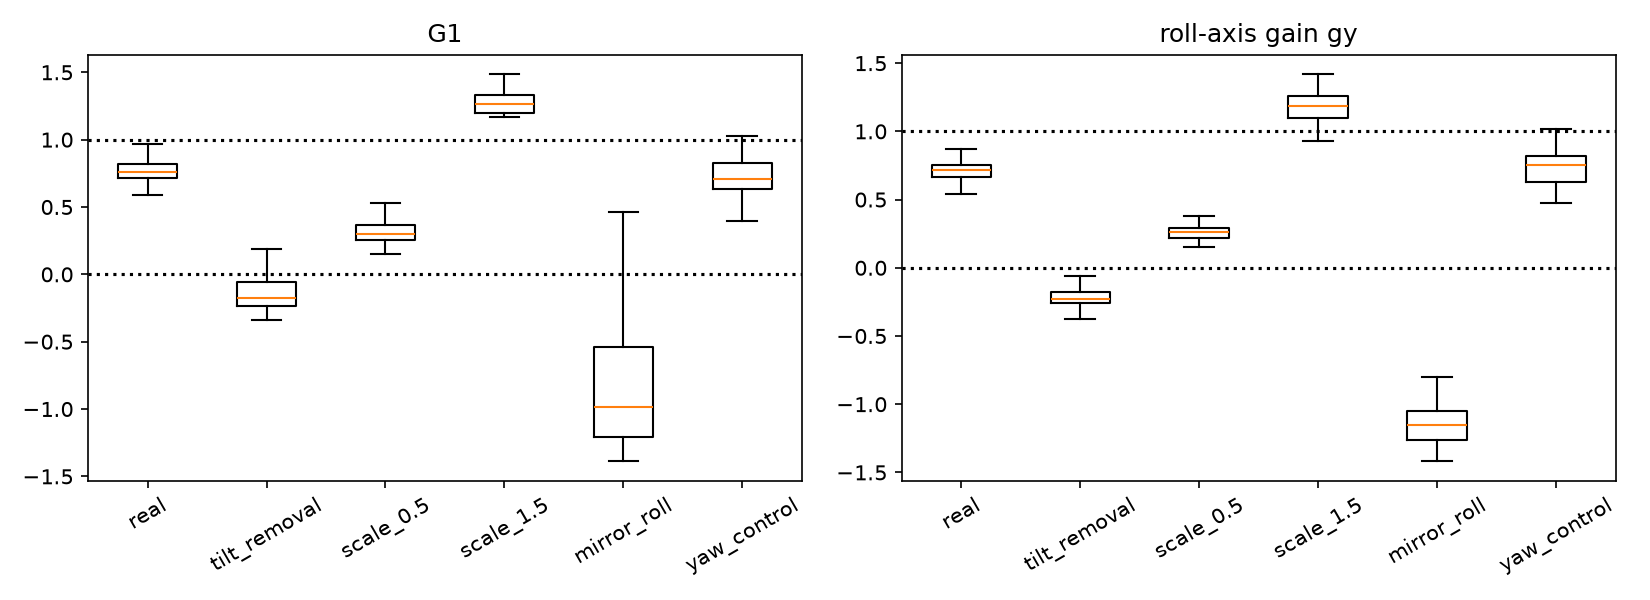 G1
1.5
1.0
0.5
0.0
−0.5
−1.0
−1.5
real
tilt_removal
scale_0.5
scale_1.5
mirror_roll
yaw_control
roll-axis gain gy
1.5
1.0
0.5
0.0
−0.5
−1.0
−1.5
real
tilt_removal
scale_0.5
scale_1.5
mirror_roll
yaw_control